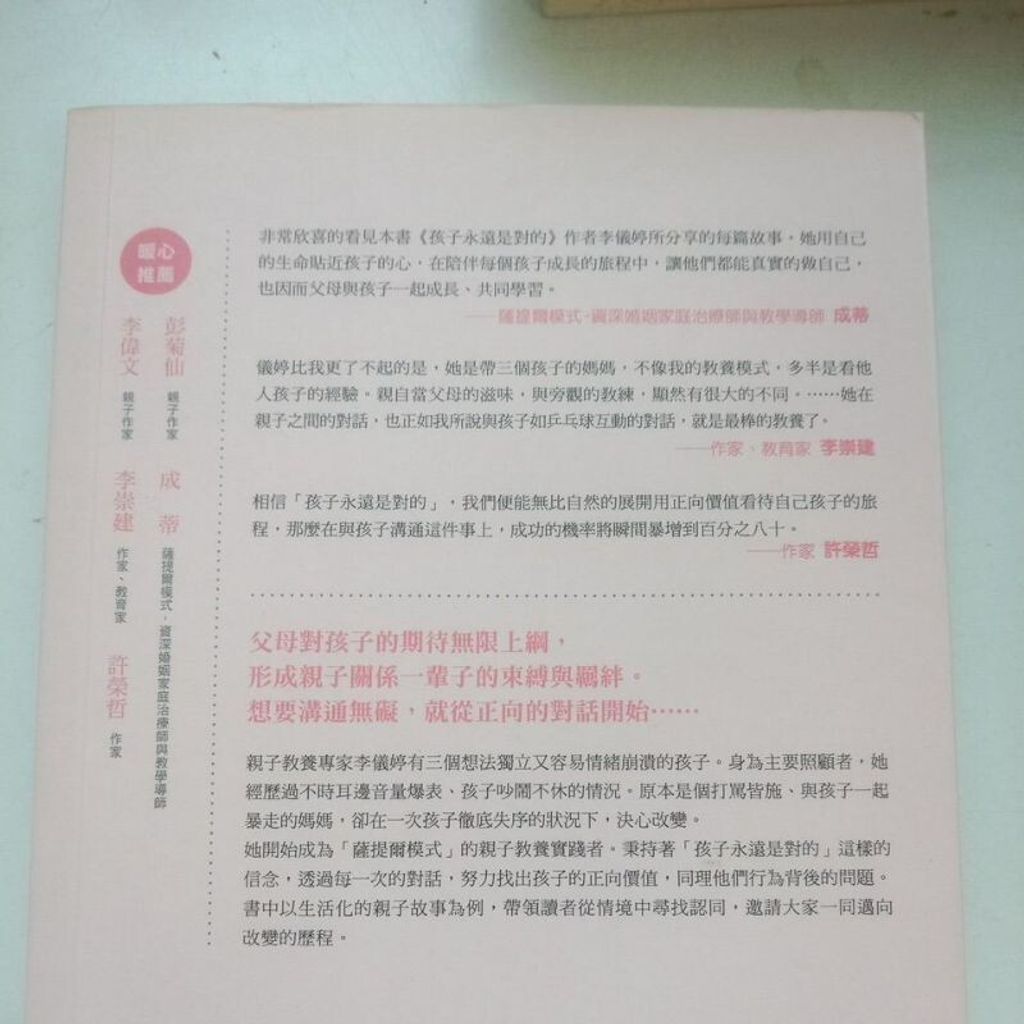 暖心
推薦
彭菊仙 親子作家
李偉文 親子作家
成蒂 薩提爾模式‧資深婚姻家庭治療師與教學導師
李崇建 作家、教育家
許榮哲 作家
非常欣喜的看見本書《孩子永遠是對的》作者李儀婷所分享的每篇故事，她用自己
的生命貼近孩子的心，在陪伴每個孩子成長的旅程中，讓他們都能真實的做自己，
也因而父母與孩子一起成長、共同學習。
——薩提爾模式‧資深婚姻家庭治療師與教學導師 成蒂
儀婷比我更了不起的是，她是帶三個孩子的媽媽，不像我的教養模式，多半是看他
人孩子的經驗。親自當父母的滋味，與旁觀的教練，顯然有很大的不同。……她在
親子之間的對話，也正如我所說與孩子如乒乓球互動的對話，就是最棒的教養了。
——作家、教育家 李崇建
相信「孩子永遠是對的」，我們便能無比自然的展開用正向價值看待自己孩子的旅
程，那麼在與孩子溝通這件事上，成功的機率將瞬間暴增到百分之八十。
——作家 許榮哲
父母對孩子的期待無限上綱，
形成親子關係一輩子的束縛與羈絆。
想要溝通無礙，就從正向的對話開始……
親子教養專家李儀婷有三個想法獨立又容易情緒崩潰的孩子。身為主要照顧者，她
經歷過不時耳邊音量爆表、孩子吵鬧不休的情況。原本是個打罵皆施、與孩子一起
暴走的媽媽，卻在一次孩子徹底失序的狀況下，決心改變。
她開始成為「薩提爾模式」的親子教養實踐者。秉持著「孩子永遠是對的」這樣的
信念，透過每一次的對話，努力找出孩子的正向價值，同理他們行為背後的問題。
書中以生活化的親子故事為例，帶領讀者從情境中尋找認同，邀請大家一同邁向
改變的歷程。